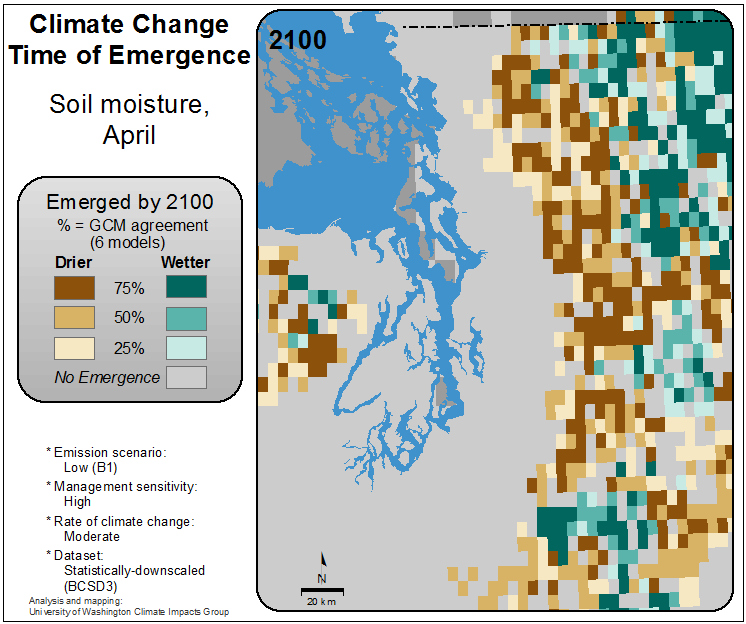 Climate Change
Time of Emergence
Soil moisture,
April
Emerged by 2100
% = GCM agreement
(6 models)
Drier Wetter
75%
50%
25%
No Emergence
* Emission scenario:
Low (B1)
* Management sensitivity:
High
* Rate of climate change:
Moderate
* Dataset:
Statistically-downscaled
(BCSD3)
Analysis and mapping:
University of Washington Climate Impacts Group
2100
N
20 km